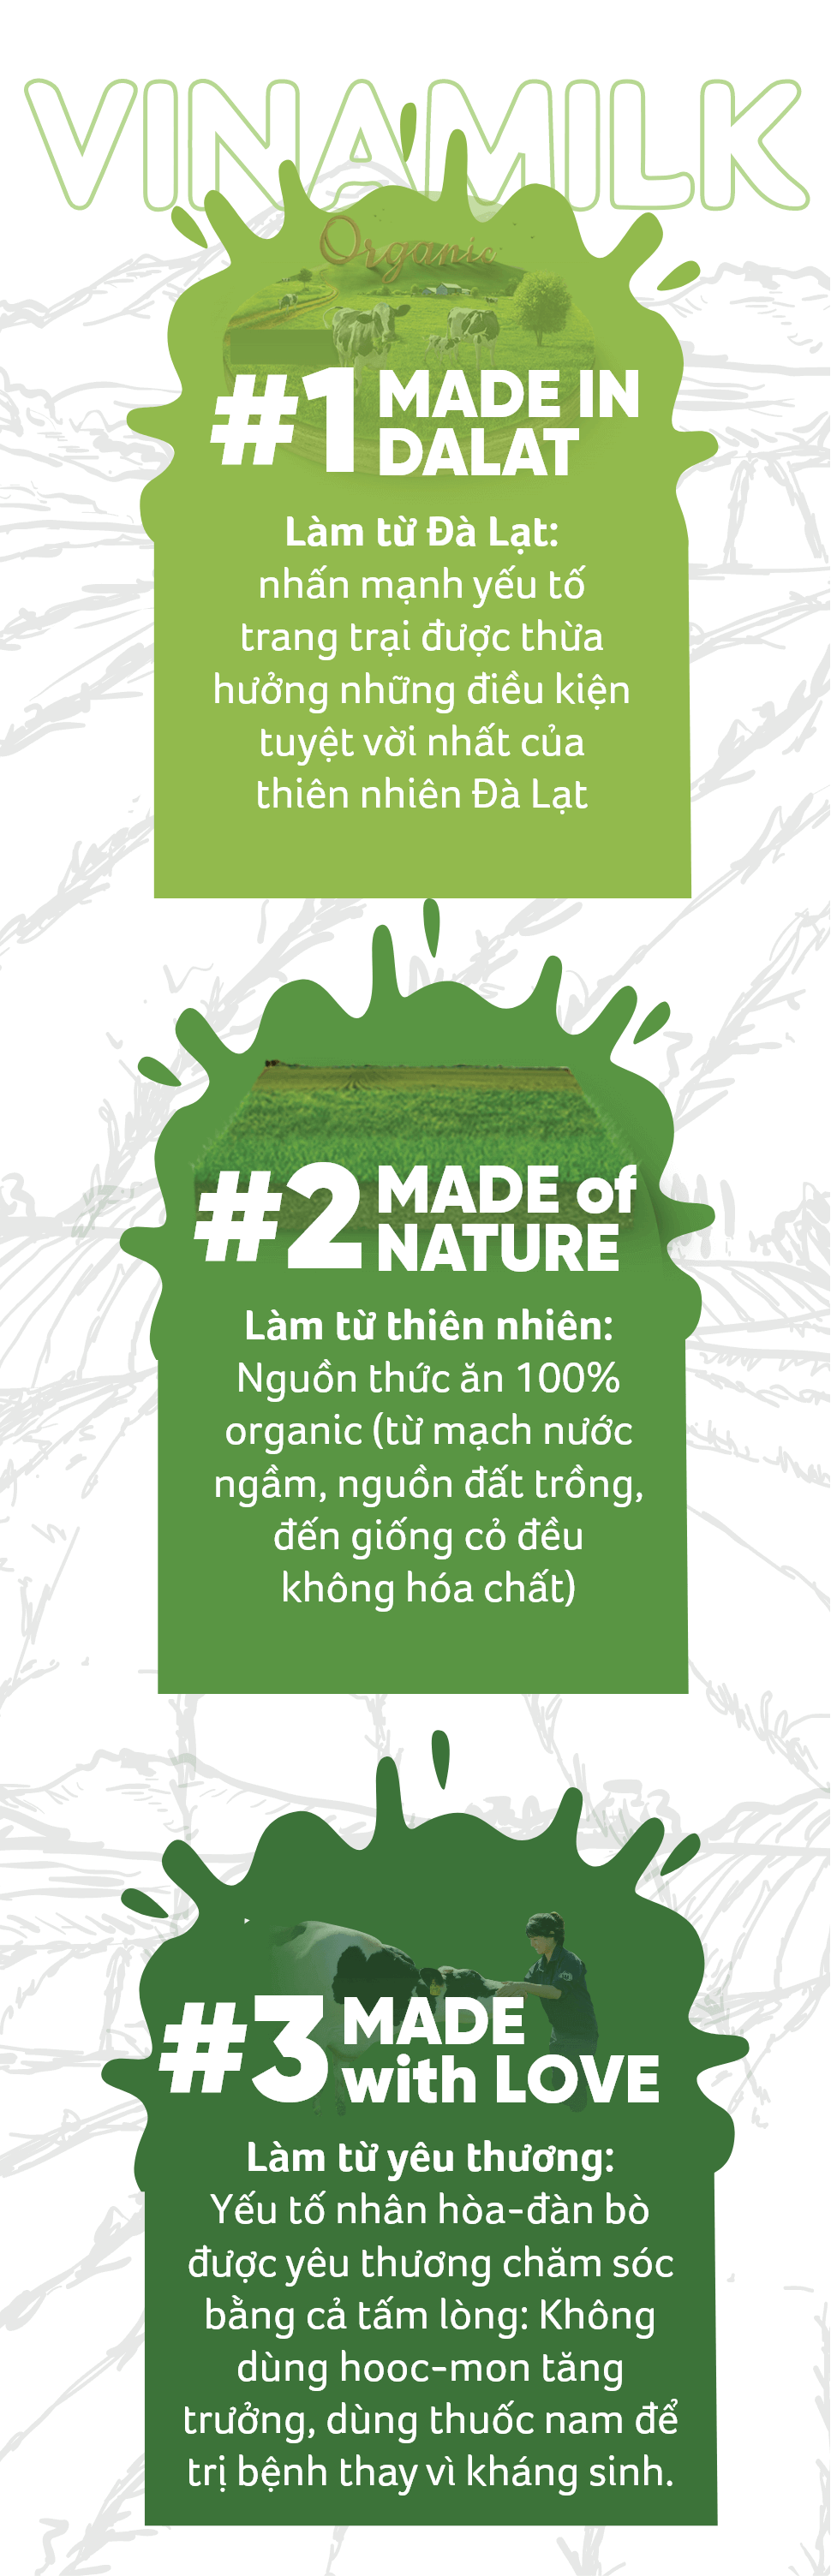 VINAMILK
Organic
#1 MADE IN
DALAT
Làm từ Đà Lạt:
nhấn mạnh yếu tố
trang trại được thừa
hưởng những điều kiện
tuyệt vời nhất của
thiên nhiên Đà Lạt
#2 MADE of
NATURE
Làm từ thiên nhiên:
Nguồn thức ăn 100%
organic (từ mạch nước
ngầm, nguồn đất trồng,
đến giống cỏ đều
không hóa chất)
#3 MADE
with LOVE
Làm từ yêu thương:
Yếu tố nhân hòa-đàn bò
được yêu thương chăm sóc
bằng cả tấm lòng: Không
dùng hooc-mon tăng
trưởng, dùng thuốc nam để
trị bệnh thay vì kháng sinh.